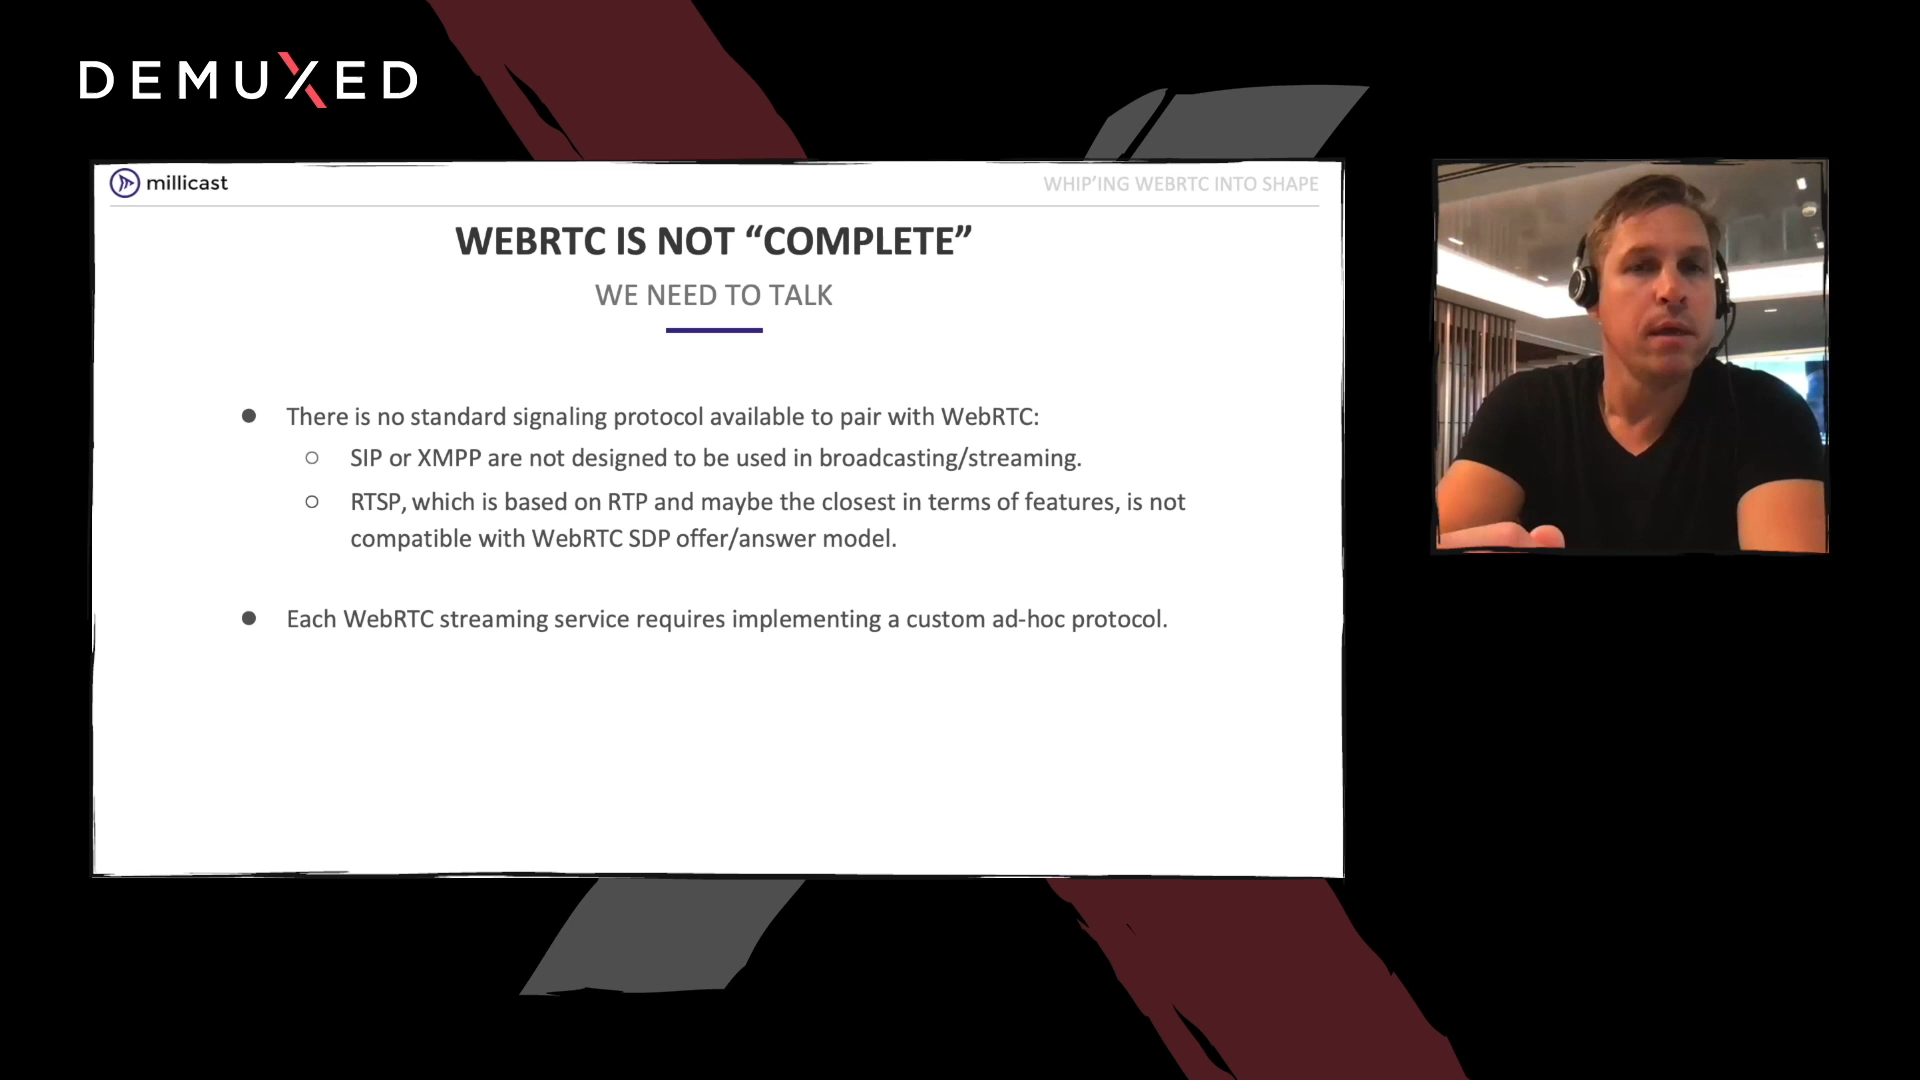 DEMUXED
millicast
WHIP’ING WEBRTC INTO SHAPE
WEBRTC IS NOT “COMPLETE”
WE NEED TO TALK
● There is no standard signaling protocol available to pair with WebRTC:
○ SIP or XMPP are not designed to be used in broadcasting/streaming.
○ RTSP, which is based on RTP and maybe the closest in terms of features, is not
compatible with WebRTC SDP offer/answer model.
● Each WebRTC streaming service requires implementing a custom ad-hoc protocol.